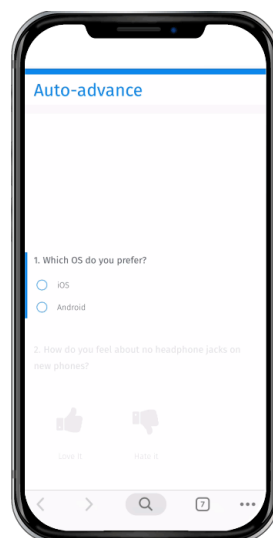 Auto-advance
1. Which OS do you prefer?
iOS
Android
2. How do you feel about no headphone jacks on
new phones?
Love it Hate it
7